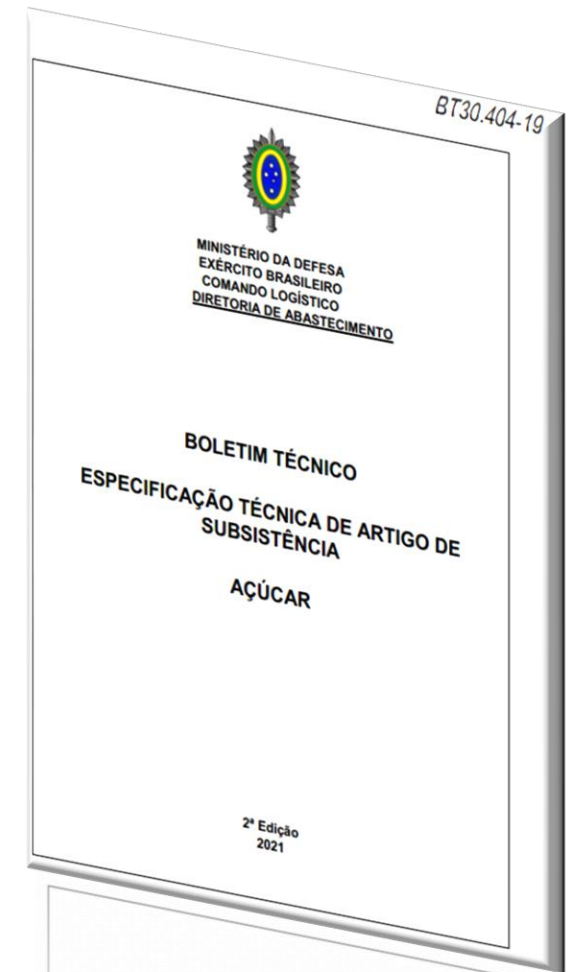 BT30.404-19
MINISTÉRIO DA DEFESA
EXÉRCITO BRASILEIRO
COMANDO LOGÍSTICO
DIRETORIA DE ABASTECIMENTO
BOLETIM TÉCNICO
ESPECIFICAÇÃO TÉCNICA DE ARTIGO DE
SUBSISTÊNCIA
AÇÚCAR
2ª Edição
2021